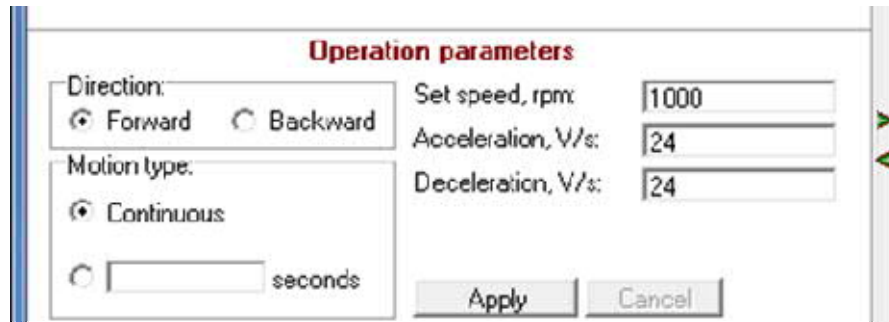 Operation parameters
Direction:
Forward Backward
Motion type:
Continuous
seconds
Set speed, rpm: 1000
Acceleration, V/s: 24
Deceleration, V/s: 24
Apply Cancel